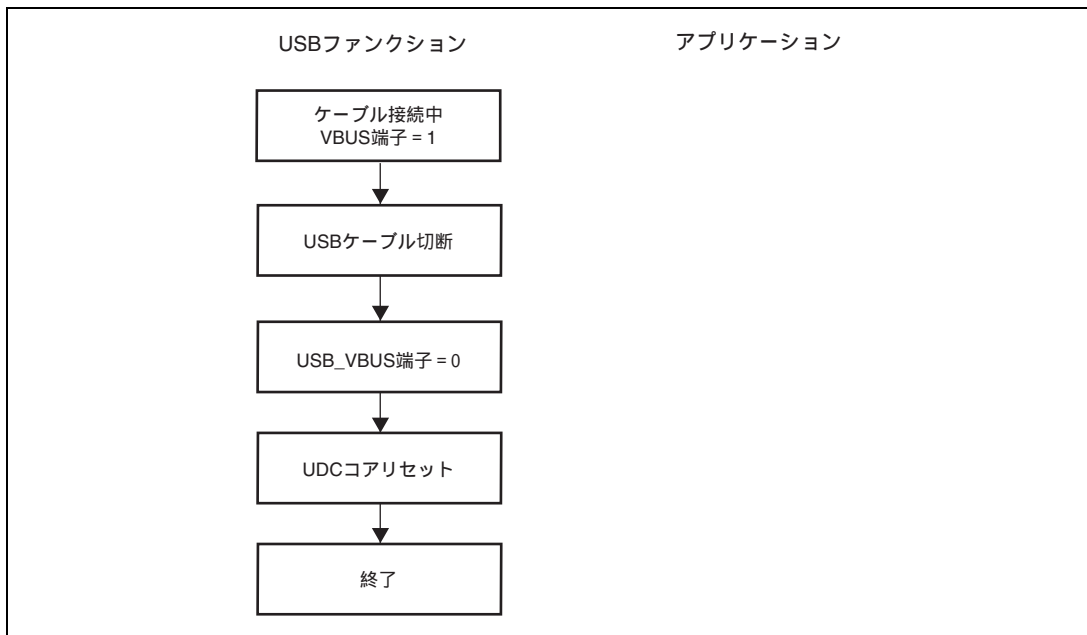 USBファンクション
アプリケーション
ケーブル接続中
VBUS端子 = 1
USBケーブル切断
USB_VBUS端子 = 0
UDCコアリセット
終了